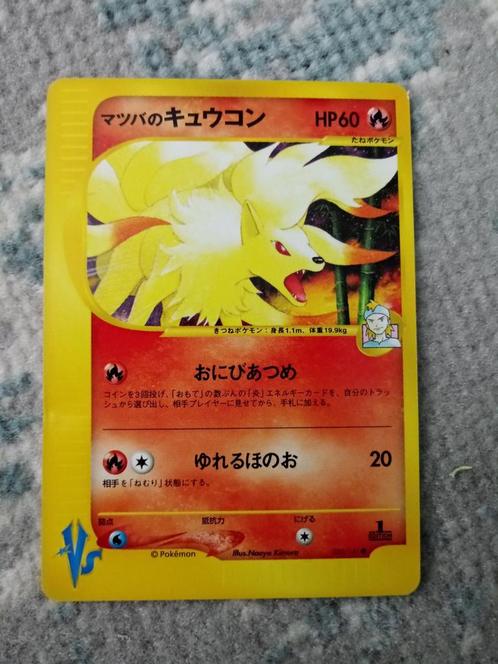 マツバのキュウコン HP60
たねポケモン
きつねポケモン：身長1.1m、体重19.9kg
おにびあつめ
コインを3回投げ、「おもて」の数ぶんの「炎」エネルギーカードを、自分のトラッ
シュから選び出し、相手プレイヤーに見せてから、手札に加える。
ゆれるほのお 20
相手を「ねむり」状態にする。
弱点 抵抗力 にげる
1
EDITION
VS
©Pokémon Illus.Naoyo Kimura